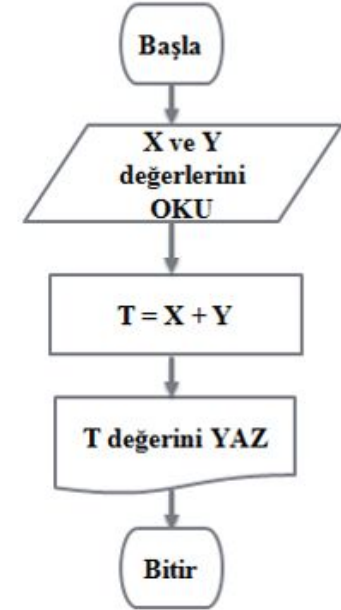 Başla
X ve Y
değerlerini
OKU
T = X + Y
T değerini YAZ
Bitir